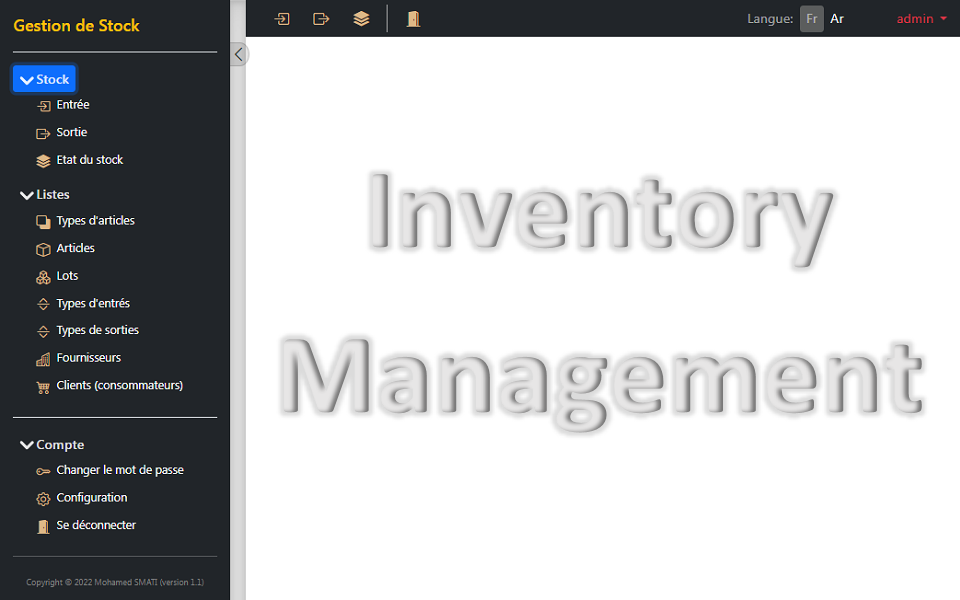 Gestion de Stock
Stock
Entrée
Sortie
Etat du stock
Listes
Types d'articles
Articles
Lots
Types d'entrés
Types de sorties
Fournisseurs
Clients (consommateurs)
Compte
Changer le mot de passe
Configuration
Se déconnecter
Copyright © 2022 Mohamed SMATI (version 1.1)
Langue: Fr Ar admin
Inventory
Management